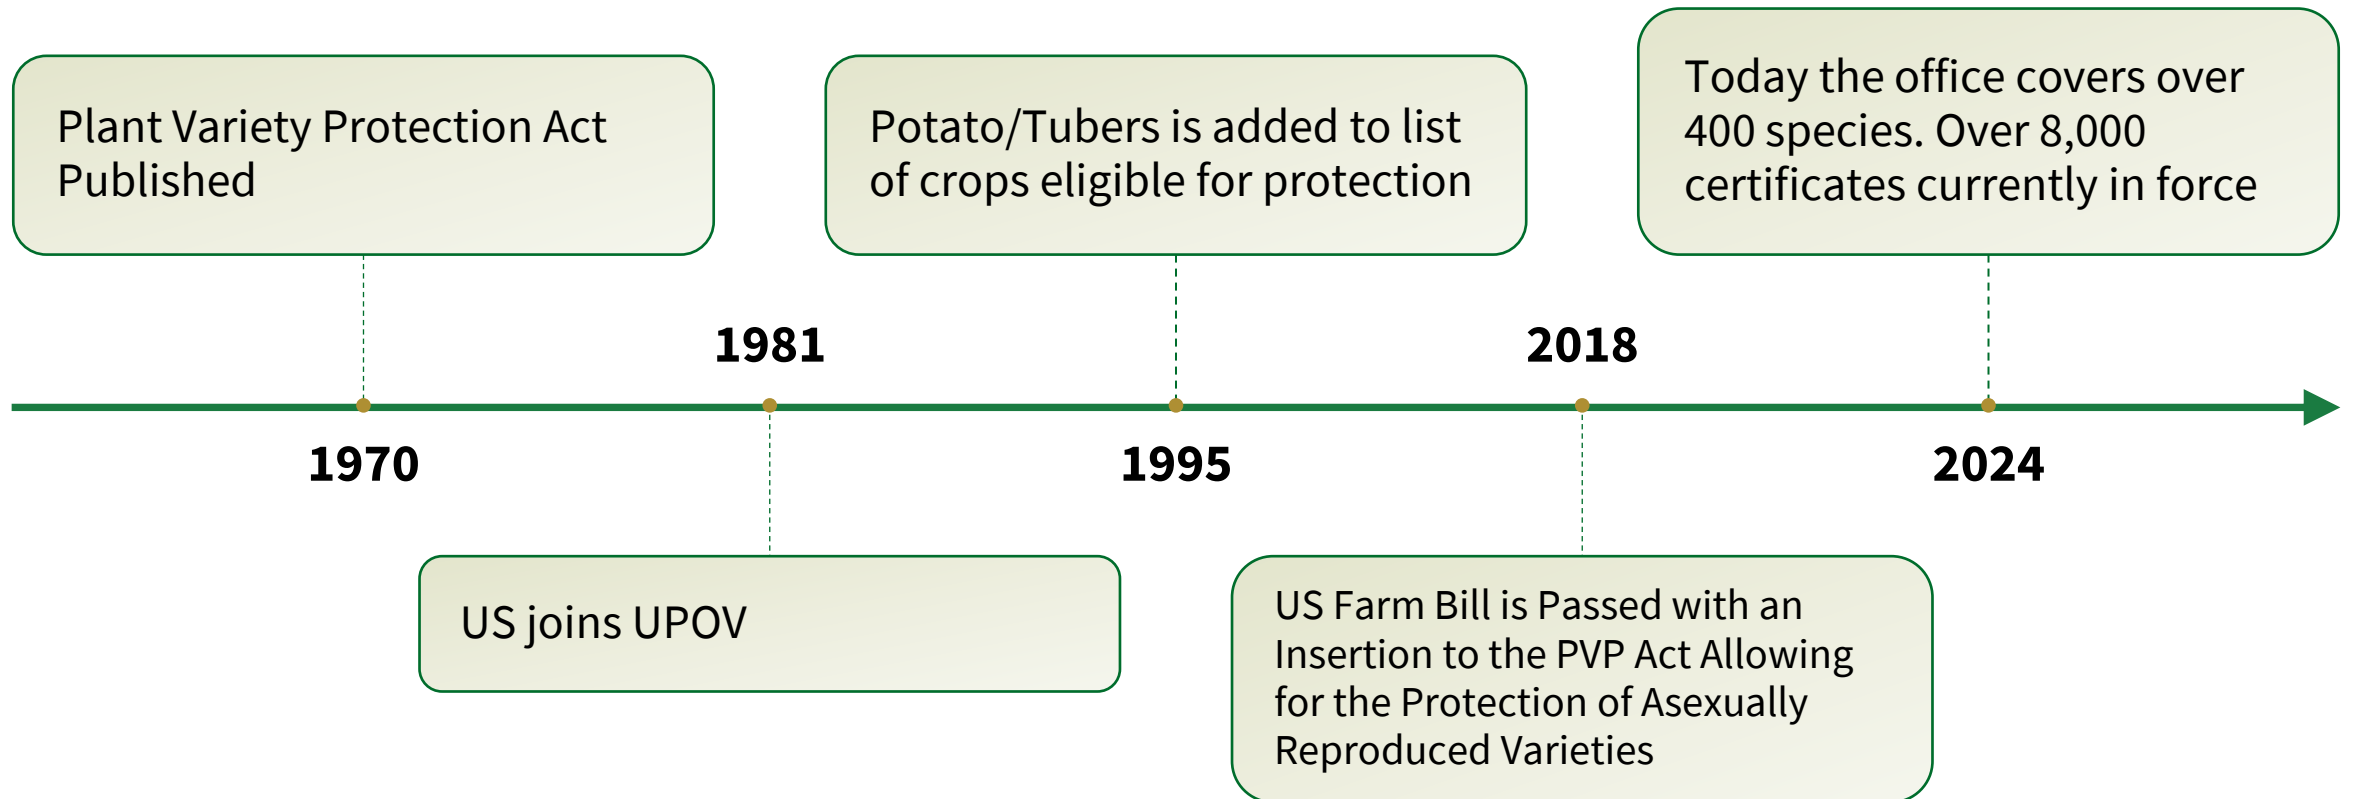 Plant Variety Protection Act
Published
Potato/Tubers is added to list
of crops eligible for protection
Today the office covers over
400 species. Over 8,000
certificates currently in force
1981
2018
1970
1995
2024
US joins UPOV
US Farm Bill is Passed with an
Insertion to the PVP Act Allowing
for the Protection of Asexually
Reproduced Varieties